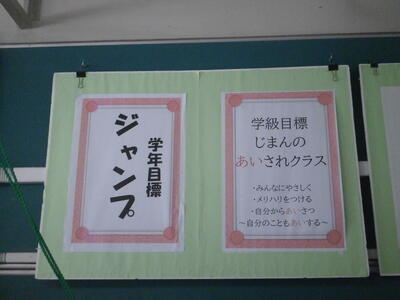 学年目標
ジャンプ
学級目標
じまんの
あいされクラス
・みんなにやさしく
・メリハリをつける
・自分からあいさつ
～自分のこともあいする～